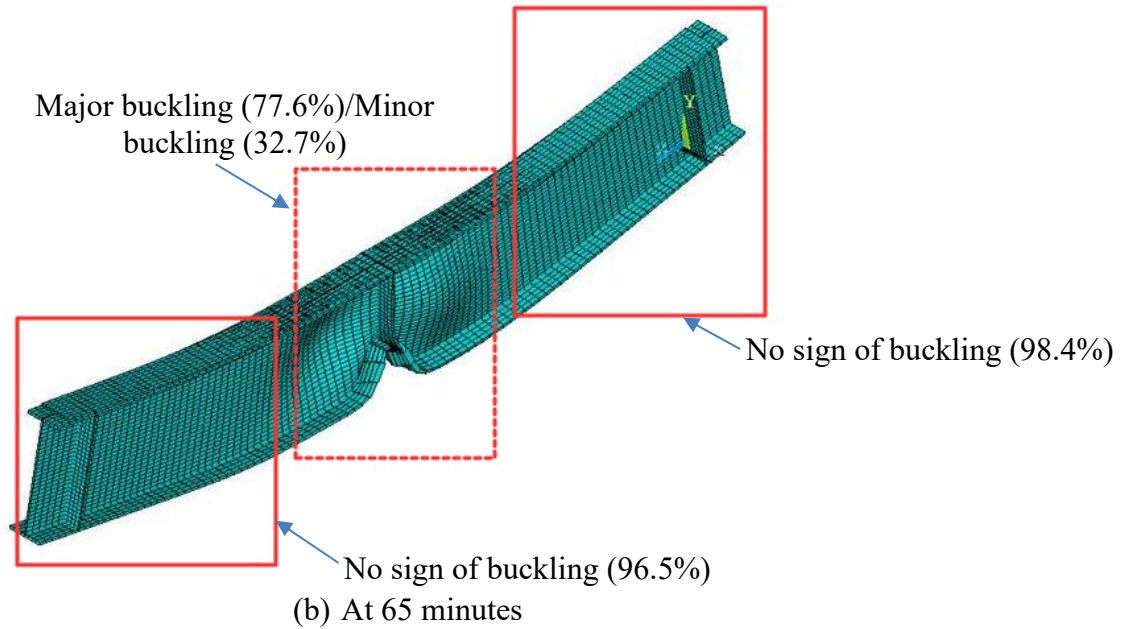 Major buckling (77.6%)/Minor
buckling (32.7%)
Y
No sign of buckling (98.4%)
No sign of buckling (96.5%)
(b) At 65 minutes